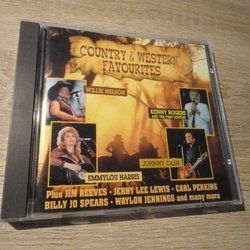 COUNTRY & WESTERN
FAVOURITES
WILLIE NELSON
KENNY ROGERS
AND THE FIRST EDITION
JOHNNY CASH
EMMYLOU HARRIS
Plus JIM REEVES • JERRY LEE LEWIS • CARL PERKINS
BILLY JO SPEARS • WAYLON JENNINGS and many more